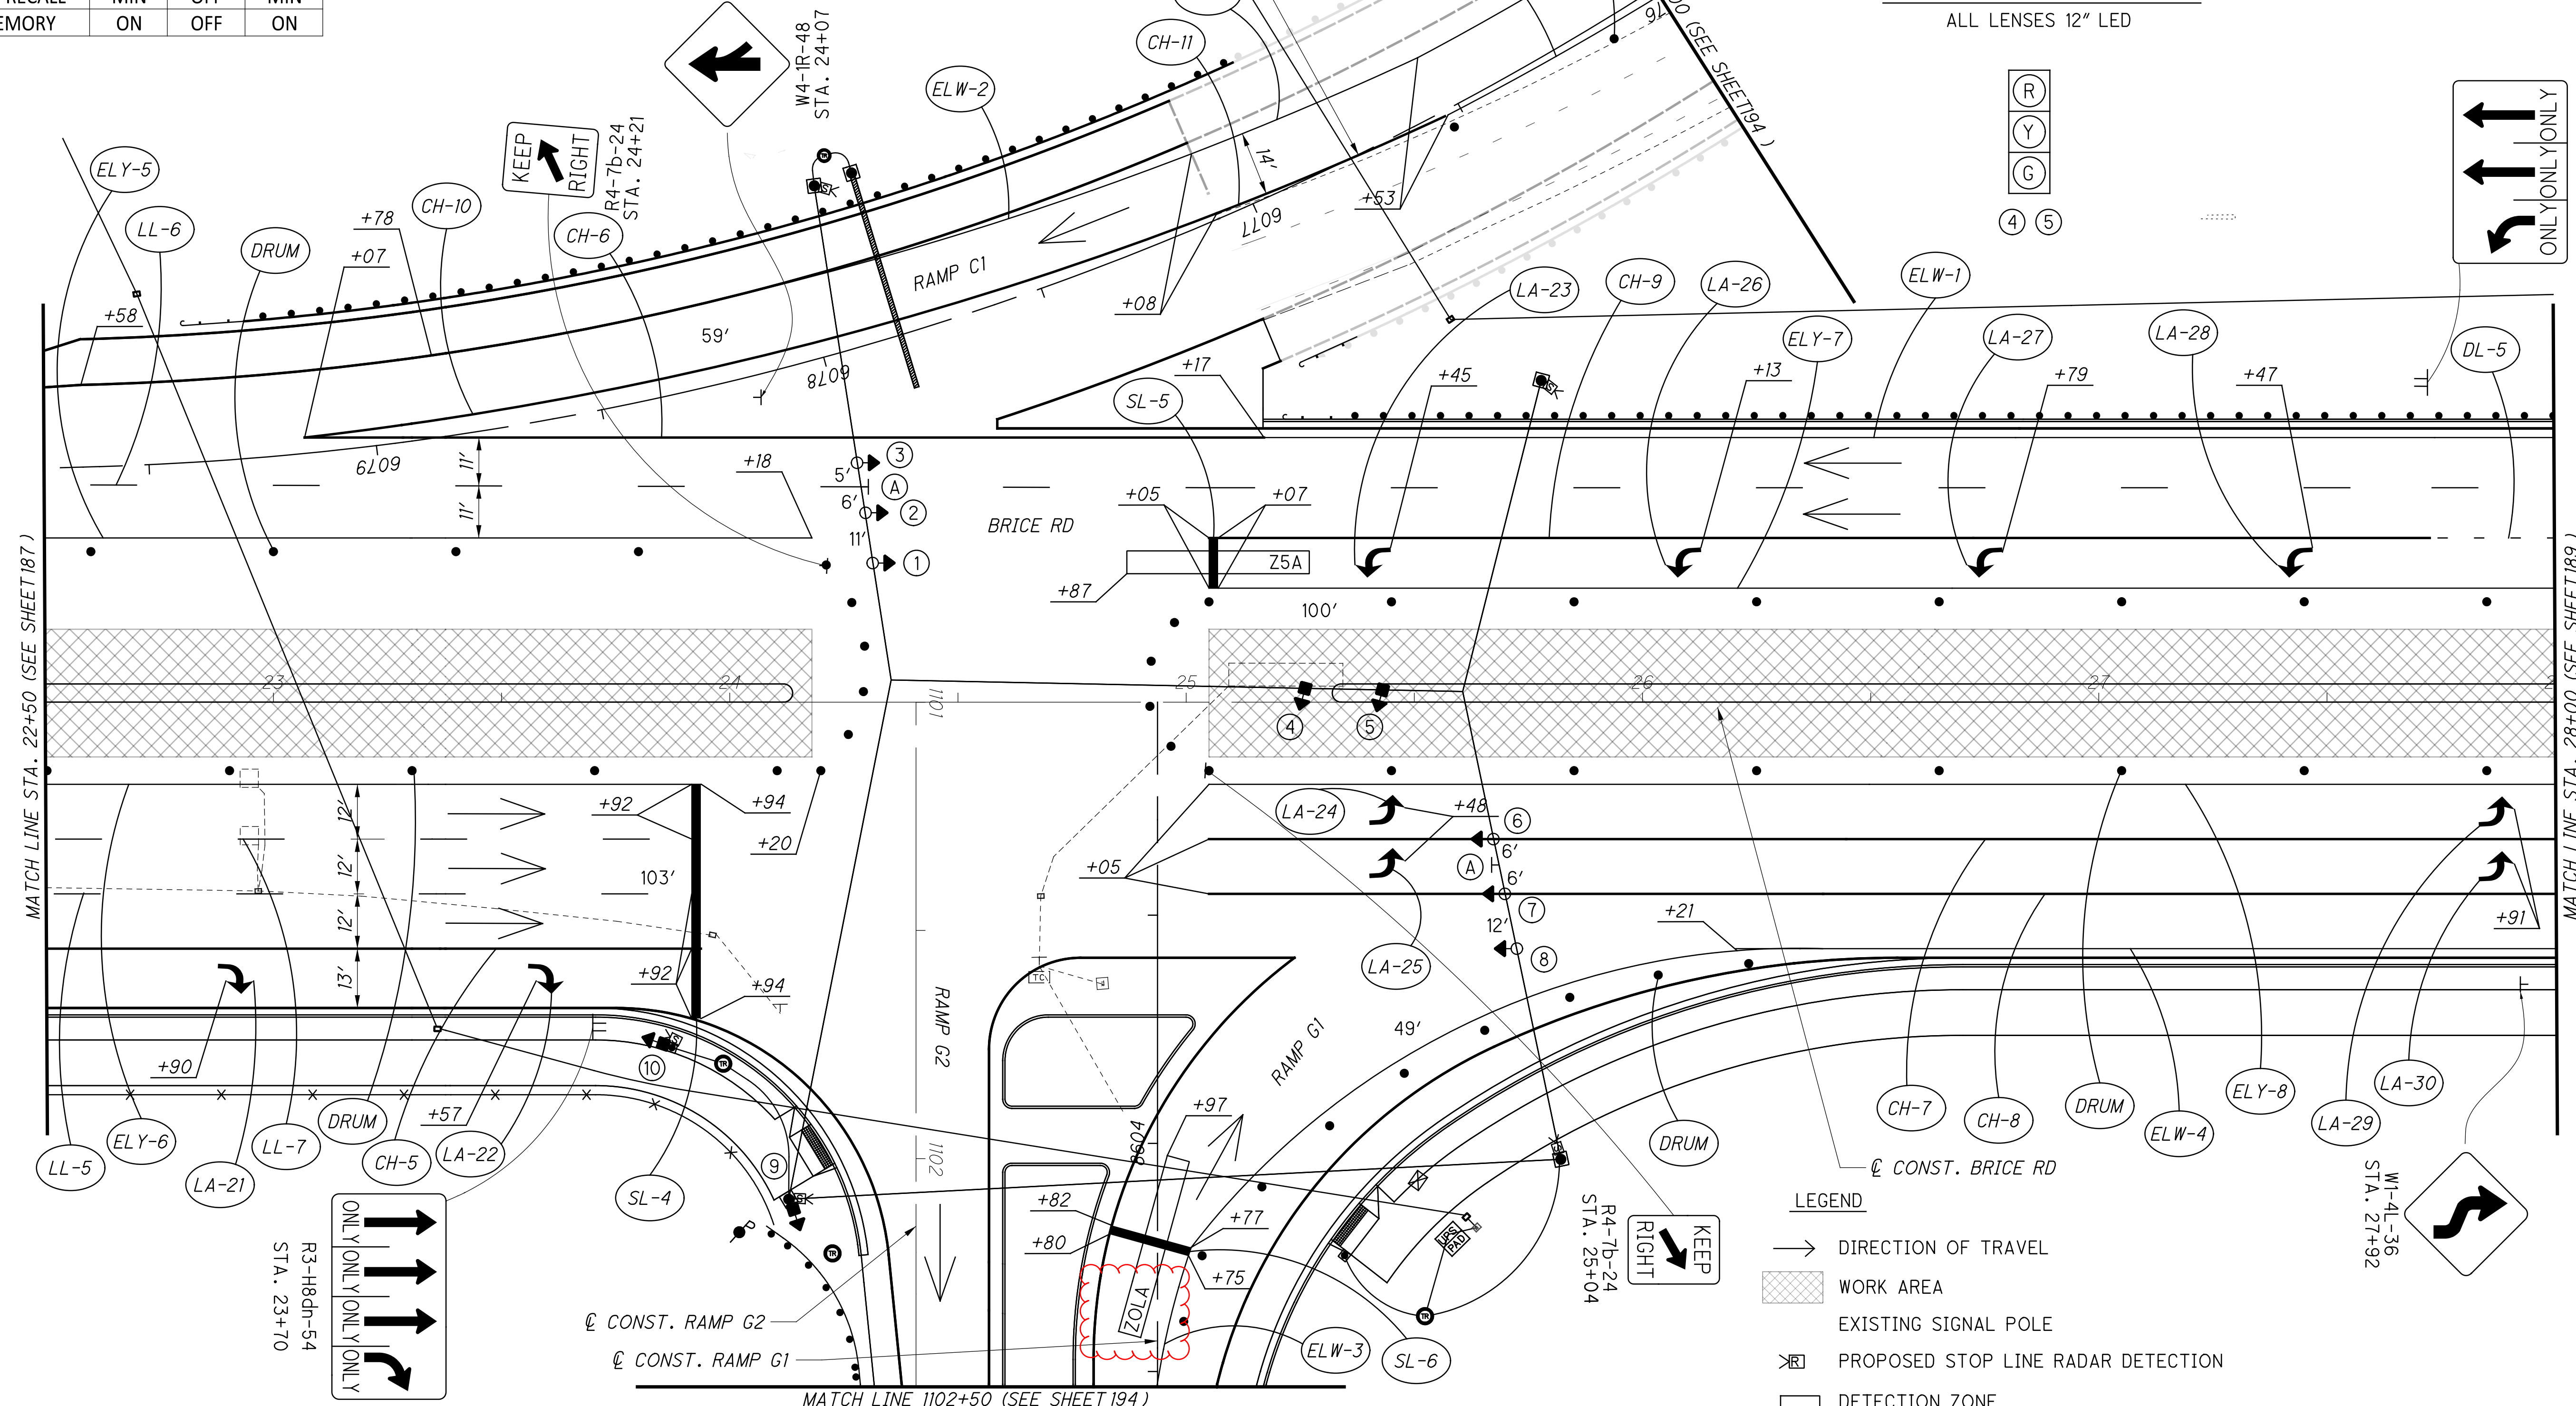 RECALL MIN OFF MIN
EMORY ON OFF ON
ALL LENSES 12" LED
W4-1R-48
STA. 24+07
KEEP
RIGHT
R4-7b-24
STA. 24+21
(SEE SHEET 194)
R
Y
G
4 5
ONLY
ONLY
ONLY
ELY-5
LL-6
DRUM
+78
+07
CH-10
CH-6
ELW-2
CH-11
14'
+53
6077
RAMP C1
+08
+58
59'
6078
6079
LA-23
CH-9
LA-26
ELW-1
ELY-7
LA-27
LA-28
DL-5
+17
SL-5
+45
+13
+79
+47
11'
11'
+18
5'
6'
11'
3
A
2
1
BRICE RD
+05
+07
Z5A
+87
100'
MATCH LINE STA. 22+50 (SEE SHEET 187)
MATCH LINE STA. 28+00 (SEE SHEET 189)
23
24
25
26
27
1101
4
5
12'
12'
12'
13'
+92
+94
+20
103'
+92
+94
+05
LA-24
+48
6
6'
A
6'
7
12'
8
LA-25
+21
+91
TC
RAMP G2
RAMP G1
49'
+90
+57
10
TR
LL-5
ELY-6
LA-21
LL-7
DRUM
CH-5
LA-22
SL-4
9
1102
6604
+97
+82
+80
+77
+75
ZOLA
UPS
PAD
TR
TR
DRUM
CH-7
CH-8
DRUM
ELW-4
ELY-8
LA-29
LA-30
℄ CONST. BRICE RD
ONLY
ONLY
ONLY
ONLY
R3-H8dn-54
STA. 23+70
℄ CONST. RAMP G2
℄ CONST. RAMP G1
ELW-3
SL-6
R4-7b-24
STA. 25+04
KEEP
RIGHT
W1-4L-36
STA. 27+92
LEGEND
DIRECTION OF TRAVEL
WORK AREA
EXISTING SIGNAL POLE
R PROPOSED STOP LINE RADAR DETECTION
DETECTION ZONE
MATCH LINE 1102+50 (SEE SHEET 194)